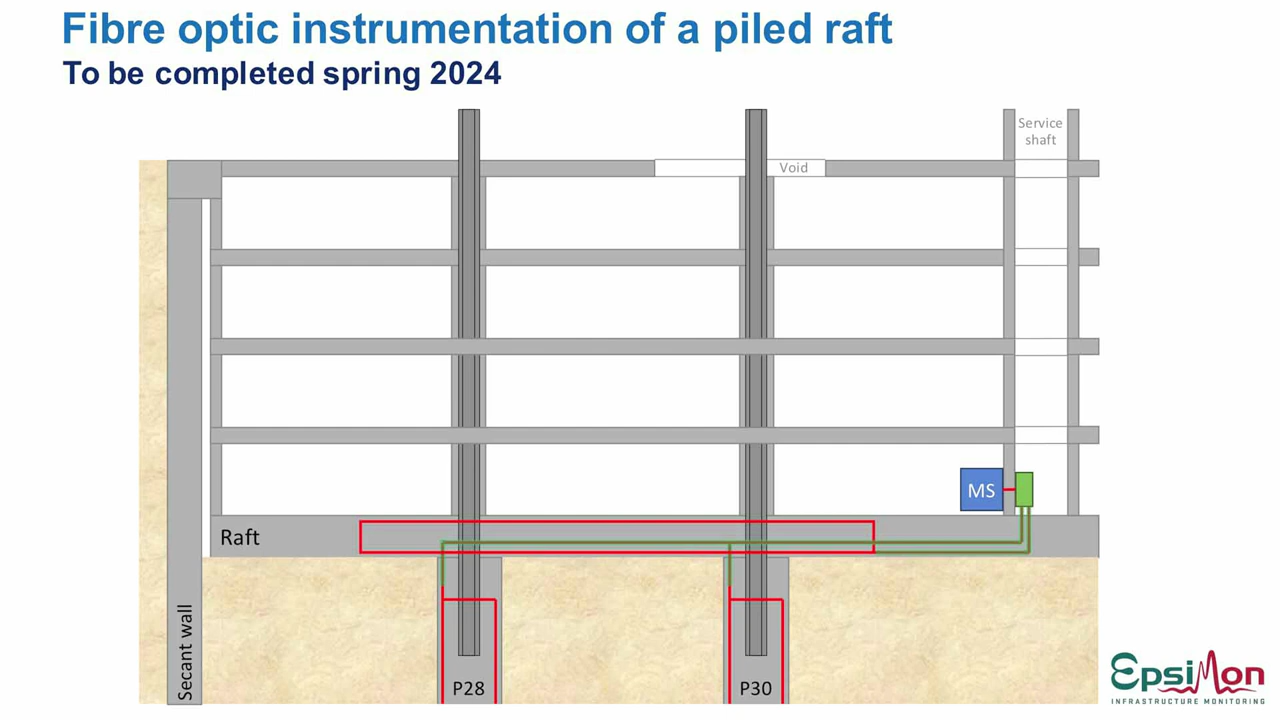 Fibre optic instrumentation of a piled raft
To be completed spring 2024
Service
shaft
Void
MS
Raft
Secant wall
P28
P30
EpsiMon
INFRASTRUCTURE MONITORING